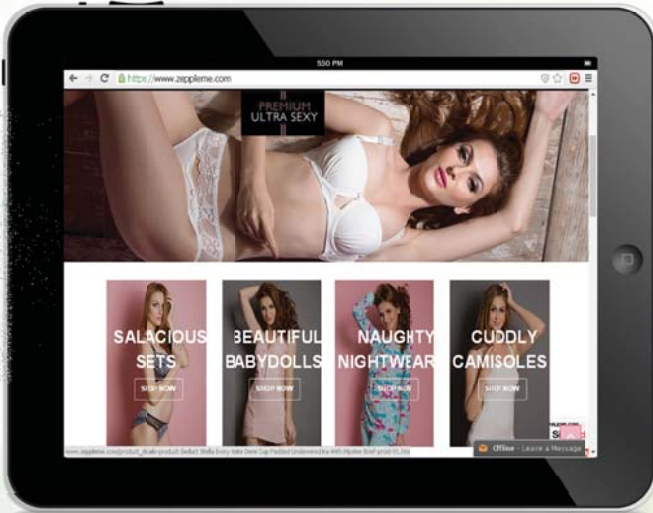 5:50 PM
https://www.zeppleme.com
PREMIUM
ULTRA SEXY
SALACIOUS
SETS
SHOP NOW
BEAUTIFUL
BABYDOLLS
SHOP NOW
NAUGHTY
NIGHTWEAR
SHOP NOW
CUDDLY
CAMISOLES
SHOP NOW
Offline - Leave a Message